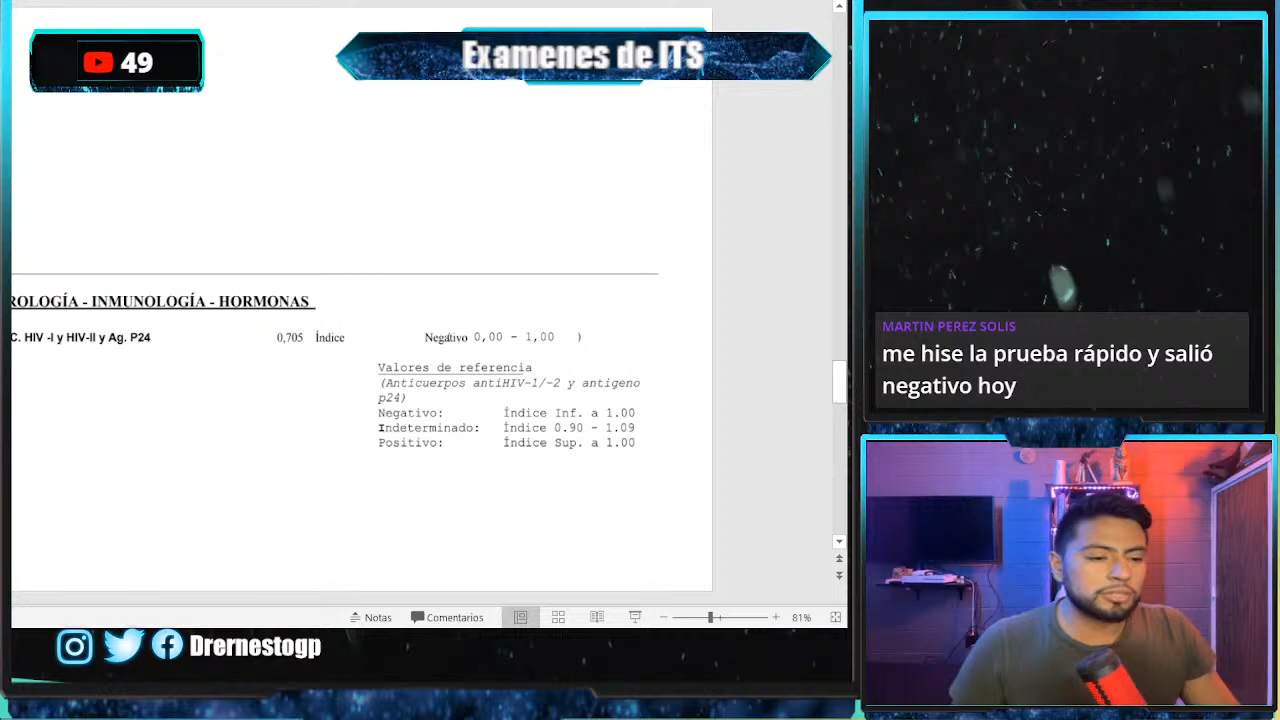 49
Examenes de ITS
ROLOGÍA - INMUNOLOGÍA - HORMONAS
C. HIV -I y HIV-II y Ag. P24 0,705 Índice Negativo 0,00 - 1,00 )
Valores de referencia
(Anticuerpos antiHIV-1/-2 y antigeno
p24)
Negativo: Índice Inf. a 1.00
Indeterminado: Índice 0.90 - 1.09
Positivo: Índice Sup. a 1.00
MARTIN PEREZ SOLIS
me hise la prueba rápido y salió
negativo hoy
Notas Comentarios 81%
Drernestogp